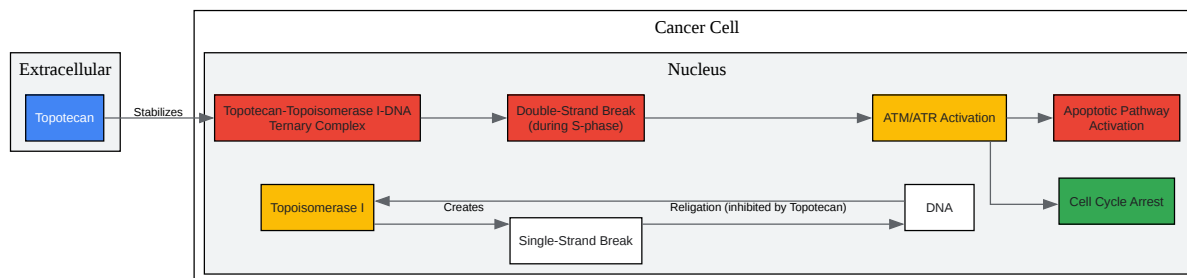 Cancer Cell
Extracellular
Nucleus
Topotecan
Stabilizes
Topotecan-Topoisomerase I-DNA
Ternary Complex
Double-Strand Break
(during S-phase)
ATM/ATR Activation
Apoptotic Pathway
Activation
Topoisomerase I
Creates
Single-Strand Break
Religation (inhibited by Topotecan)
DNA
Cell Cycle Arrest